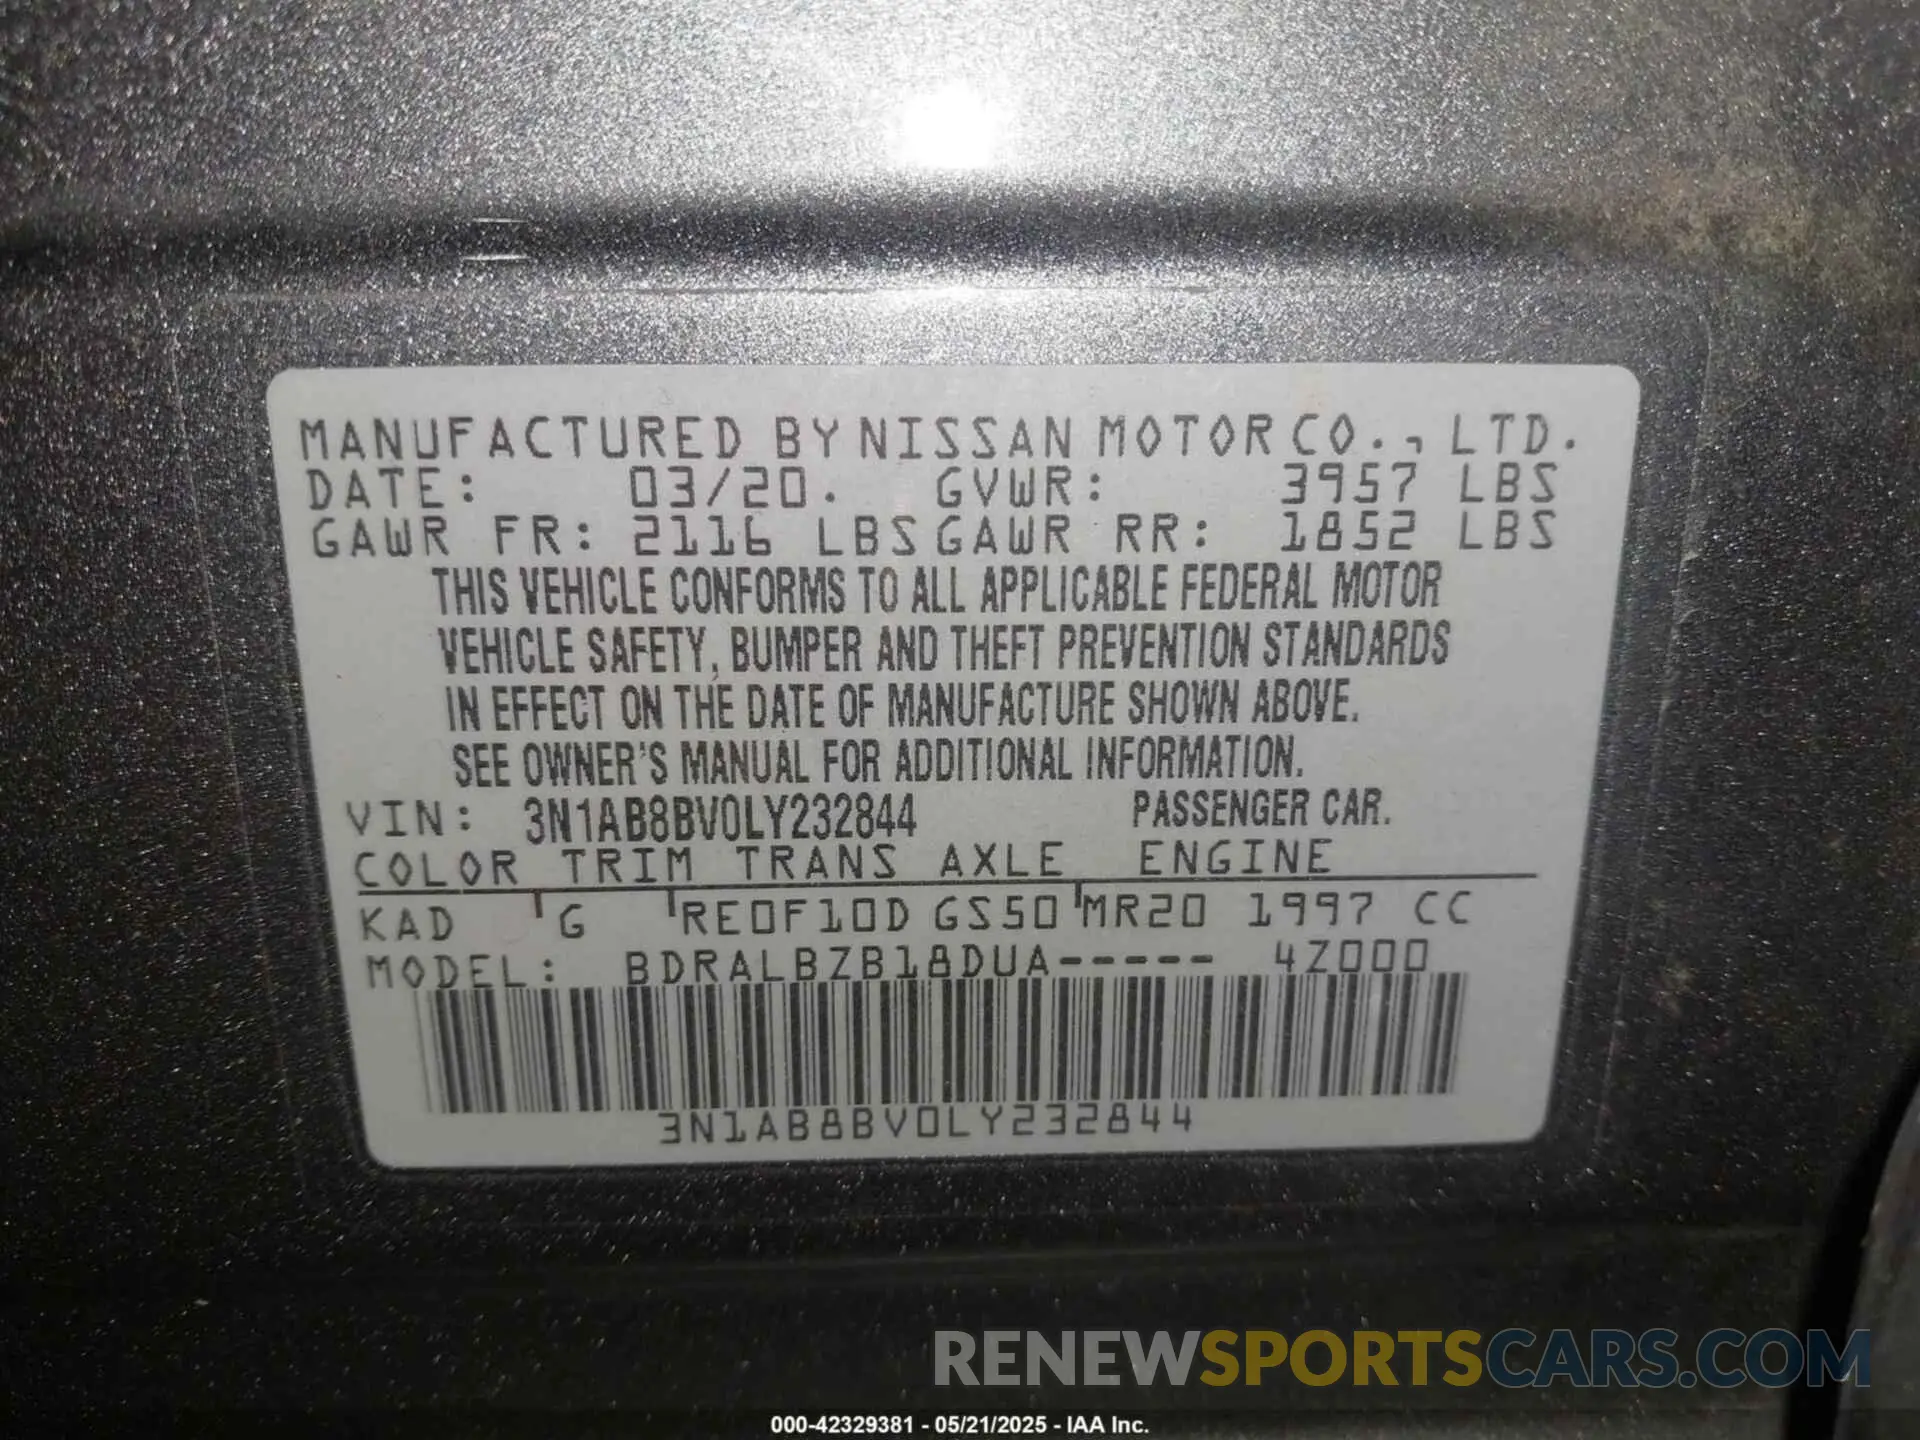 MANUFACTURED BY NISSAN MOTOR CO., LTD.
DATE: 03/20. GVWR: 3957 LBS
GAWR FR: 2116 LBS GAWR RR: 1852 LBS
THIS VEHICLE CONFORMS TO ALL APPLICABLE FEDERAL MOTOR
VEHICLE SAFETY, BUMPER AND THEFT PREVENTION STANDARDS
IN EFFECT ON THE DATE OF MANUFACTURE SHOWN ABOVE.
SEE OWNER'S MANUAL FOR ADDITIONAL INFORMATION.
VIN: 3N1AB8BV0LY232844 PASSENGER CAR.
COLOR TRIM TRANS AXLE ENGINE
KAD G RE0F10D GS50 MR20 1997 CC
MODEL: BDRALBZB18DUA----- 4Z000
3N1AB8BV0LY232844
RENEWSPORTSCARS.COM
000-42329381 - 05/21/2025 - IAA Inc.